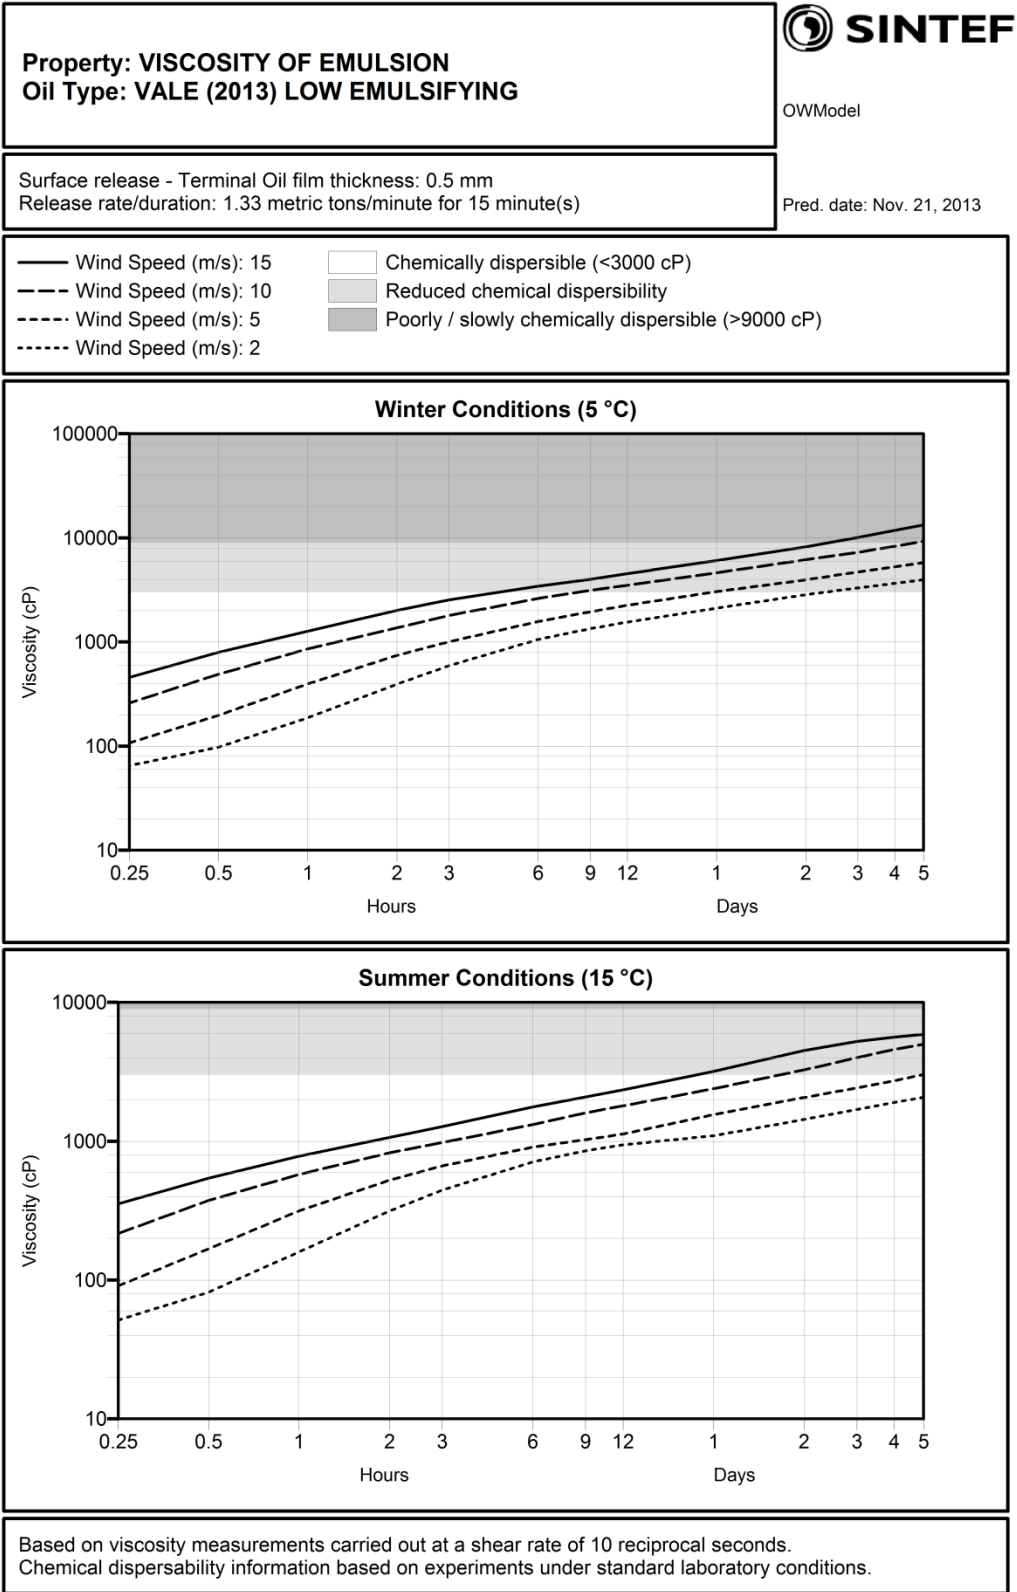 Property: VISCOSITY OF EMULSION
Oil Type: VALE (2013) LOW EMULSIFYING
SINTEF
OWModel
Surface release - Terminal Oil film thickness: 0.5 mm
Release rate/duration: 1.33 metric tons/minute for 15 minute(s)
Pred. date: Nov. 21, 2013
Wind Speed (m/s): 15
Wind Speed (m/s): 10
Wind Speed (m/s): 5
Wind Speed (m/s): 2
Chemically dispersible (<3000 cP)
Reduced chemical dispersibility
Poorly / slowly chemically dispersible (>9000 cP)
Winter Conditions (5 °C)
Viscosity (cP)
100000
10000
1000
100
10
0.25 0.5 1 2 3 6 9 12 1 2 3 4 5
Hours Days
Summer Conditions (15 °C)
Viscosity (cP)
10000
1000
100
10
0.25 0.5 1 2 3 6 9 12 1 2 3 4 5
Hours Days
Based on viscosity measurements carried out at a shear rate of 10 reciprocal seconds.
Chemical dispersability information based on experiments under standard laboratory conditions.